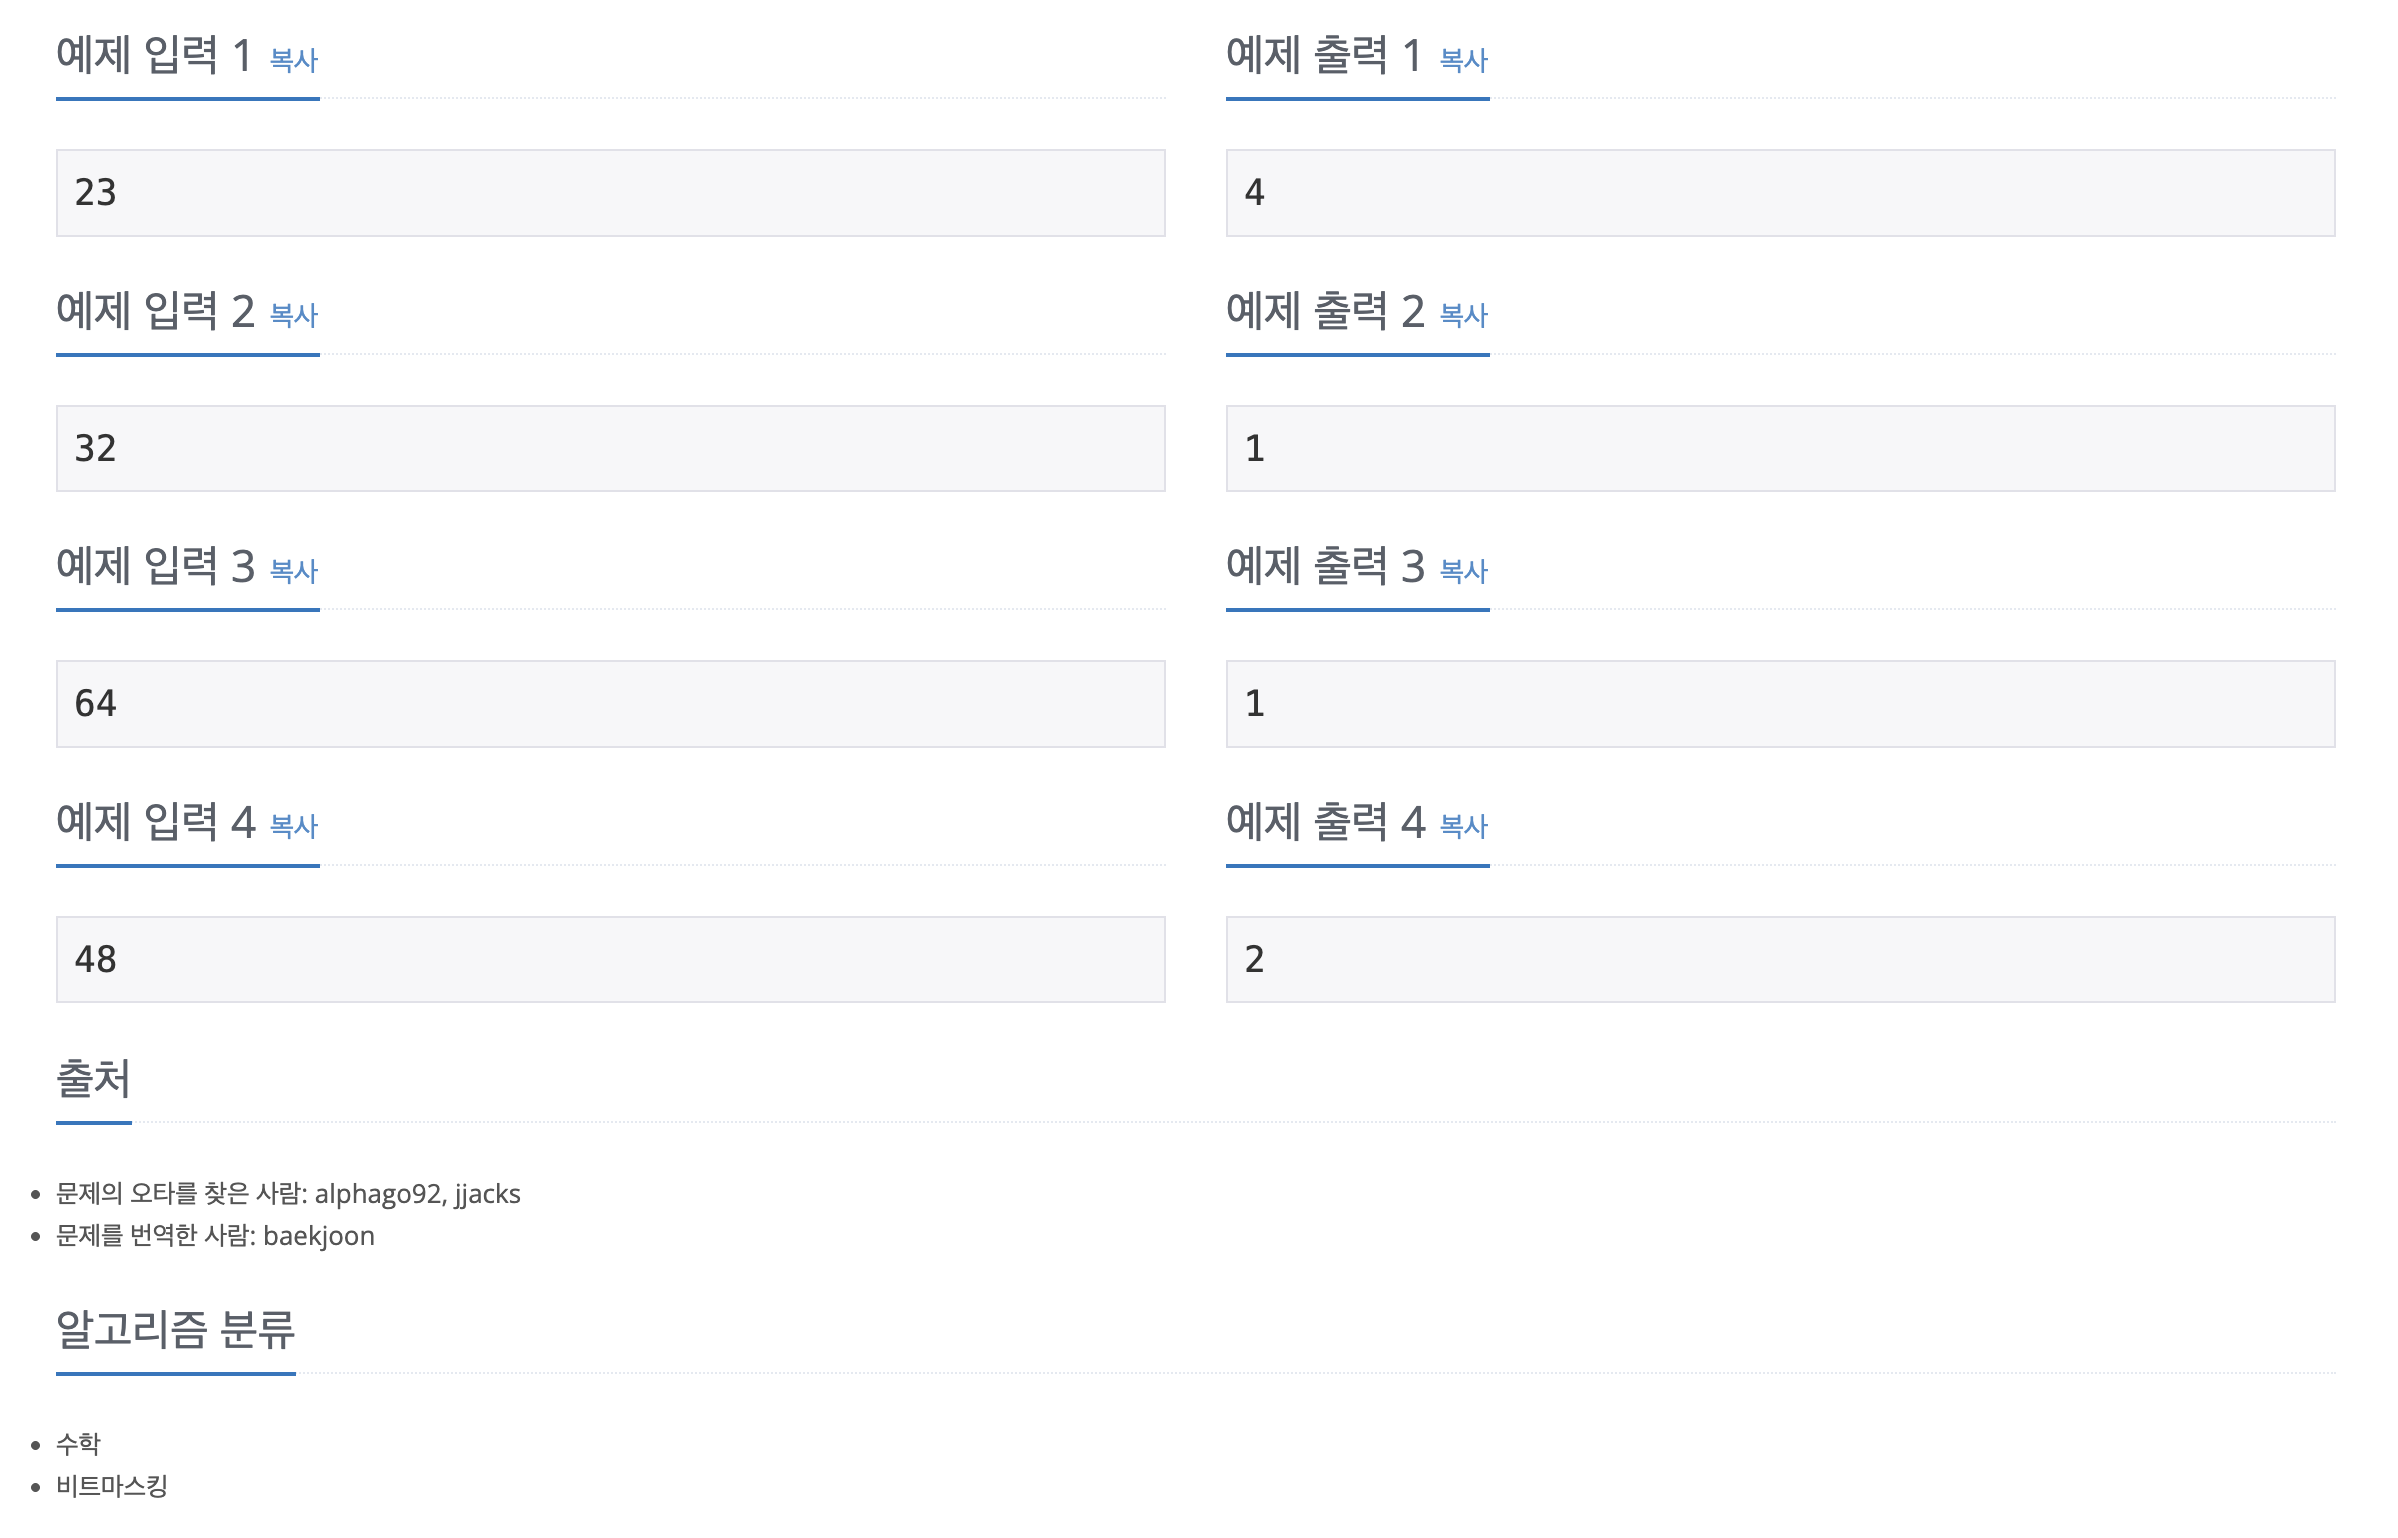 예제 입력 1 복사
예제 출력 1 복사
23
4
예제 입력 2 복사
예제 출력 2 복사
32
1
예제 입력 3 복사
예제 출력 3 복사
64
1
예제 입력 4 복사
예제 출력 4 복사
48
2
출처
문제의 오타를 찾은 사람: alphago92, jjacks
문제를 번역한 사람: baekjoon
알고리즘 분류
수학
비트마스킹